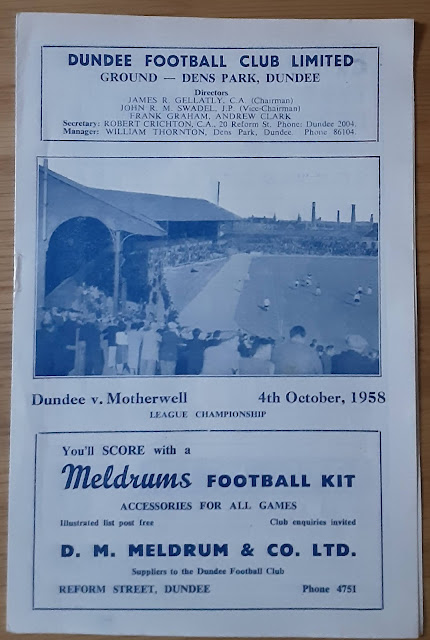 DUNDEE FOOTBALL CLUB LIMITED
GROUND — DENS PARK, DUNDEE
Directors
JAMES R. GELLATLY, C.A. (Chairman)
JOHN R. M. SWADEL, J.P. (Vice-Chairman)
FRANK GRAHAM, ANDREW CLARK
Secretary: ROBERT CRICHTON, C.A., 20 Reform St. Phone: Dundee 2004.
Manager: WILLIAM THORNTON, Dens Park, Dundee. Phone 86104.
Dundee v. Motherwell 4th October, 1958
LEAGUE CHAMPIONSHIP
You'll SCORE with a
Meldrums FOOTBALL KIT
ACCESSORIES FOR ALL GAMES
Illustrated list post free Club enquiries invited
D. M. MELDRUM & CO. LTD.
Suppliers to the Dundee Football Club
REFORM STREET, DUNDEE Phone 4751